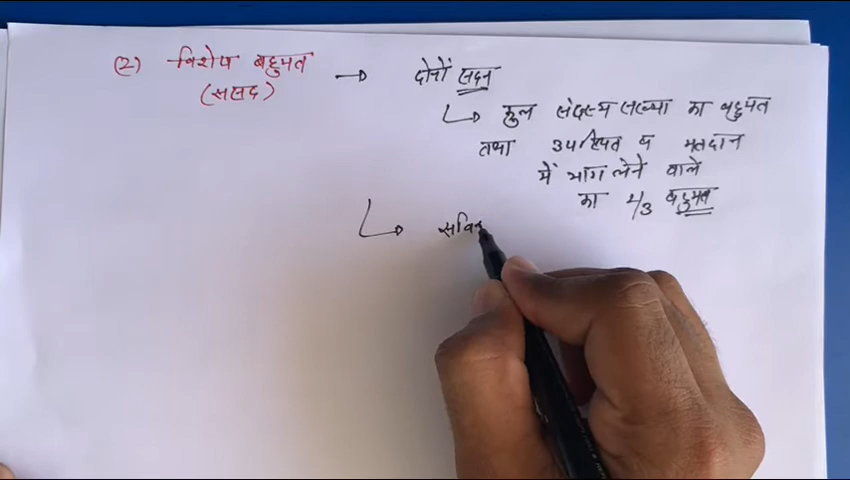 (2) विशेष बहुमत → दोनों सदन
(संसद)
↳ कुल सदस्य संख्या का बहुमत
तथा उपस्थित व मतदान
में भाग लेने वाले
का 2/3 बहुमत
↳ संवि